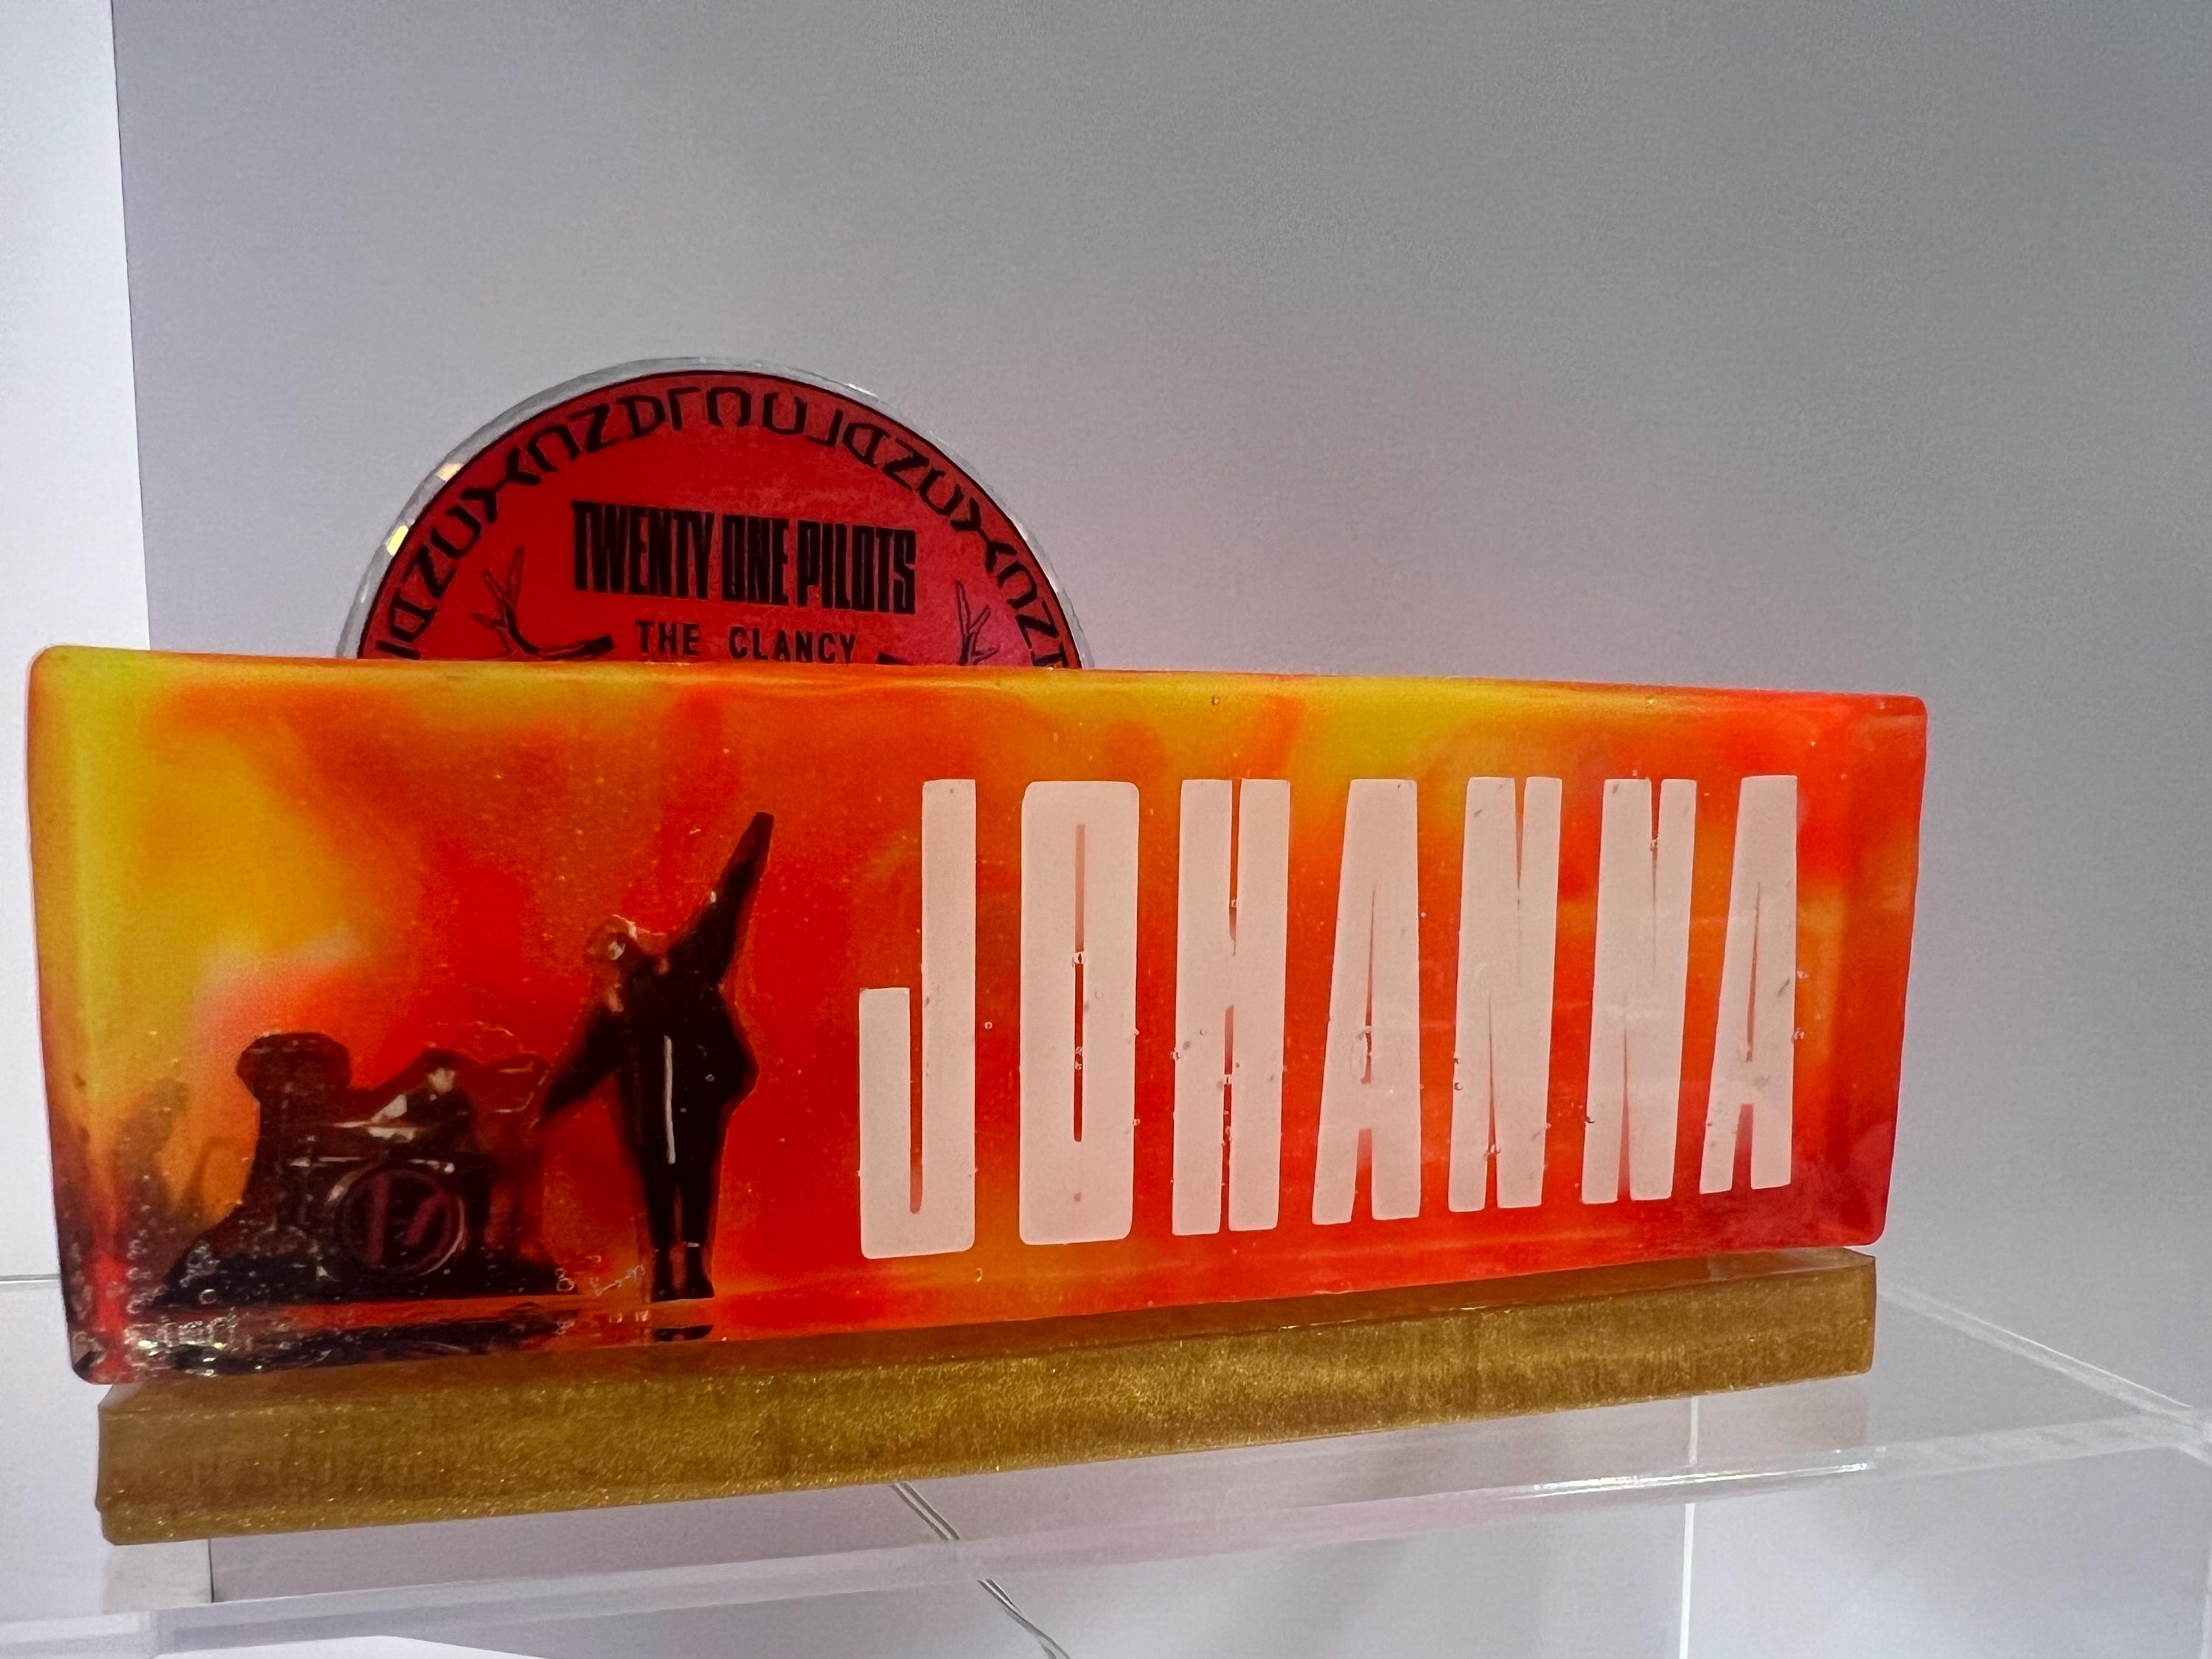 TWENTY ONE PILOTS
THE CLANCY
JOHANNA